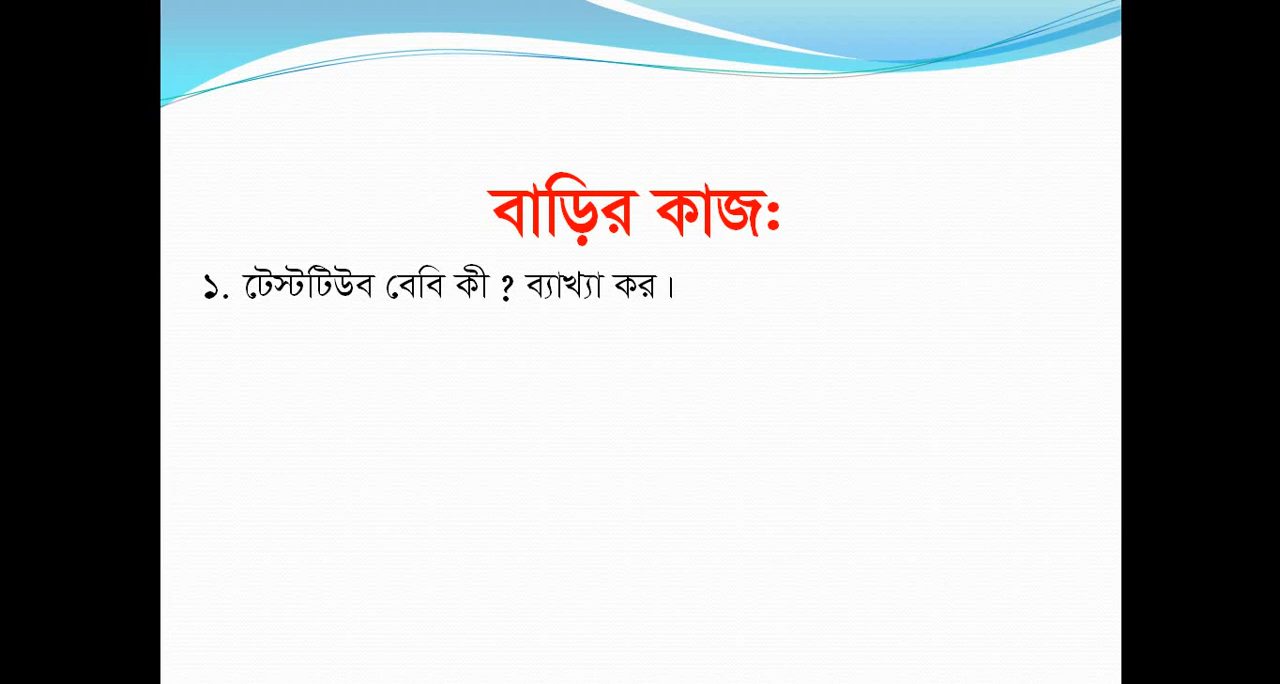 বাড়ির কাজ:
১. টেস্টটিউব বেবি কী ? ব্যাখ্যা কর।